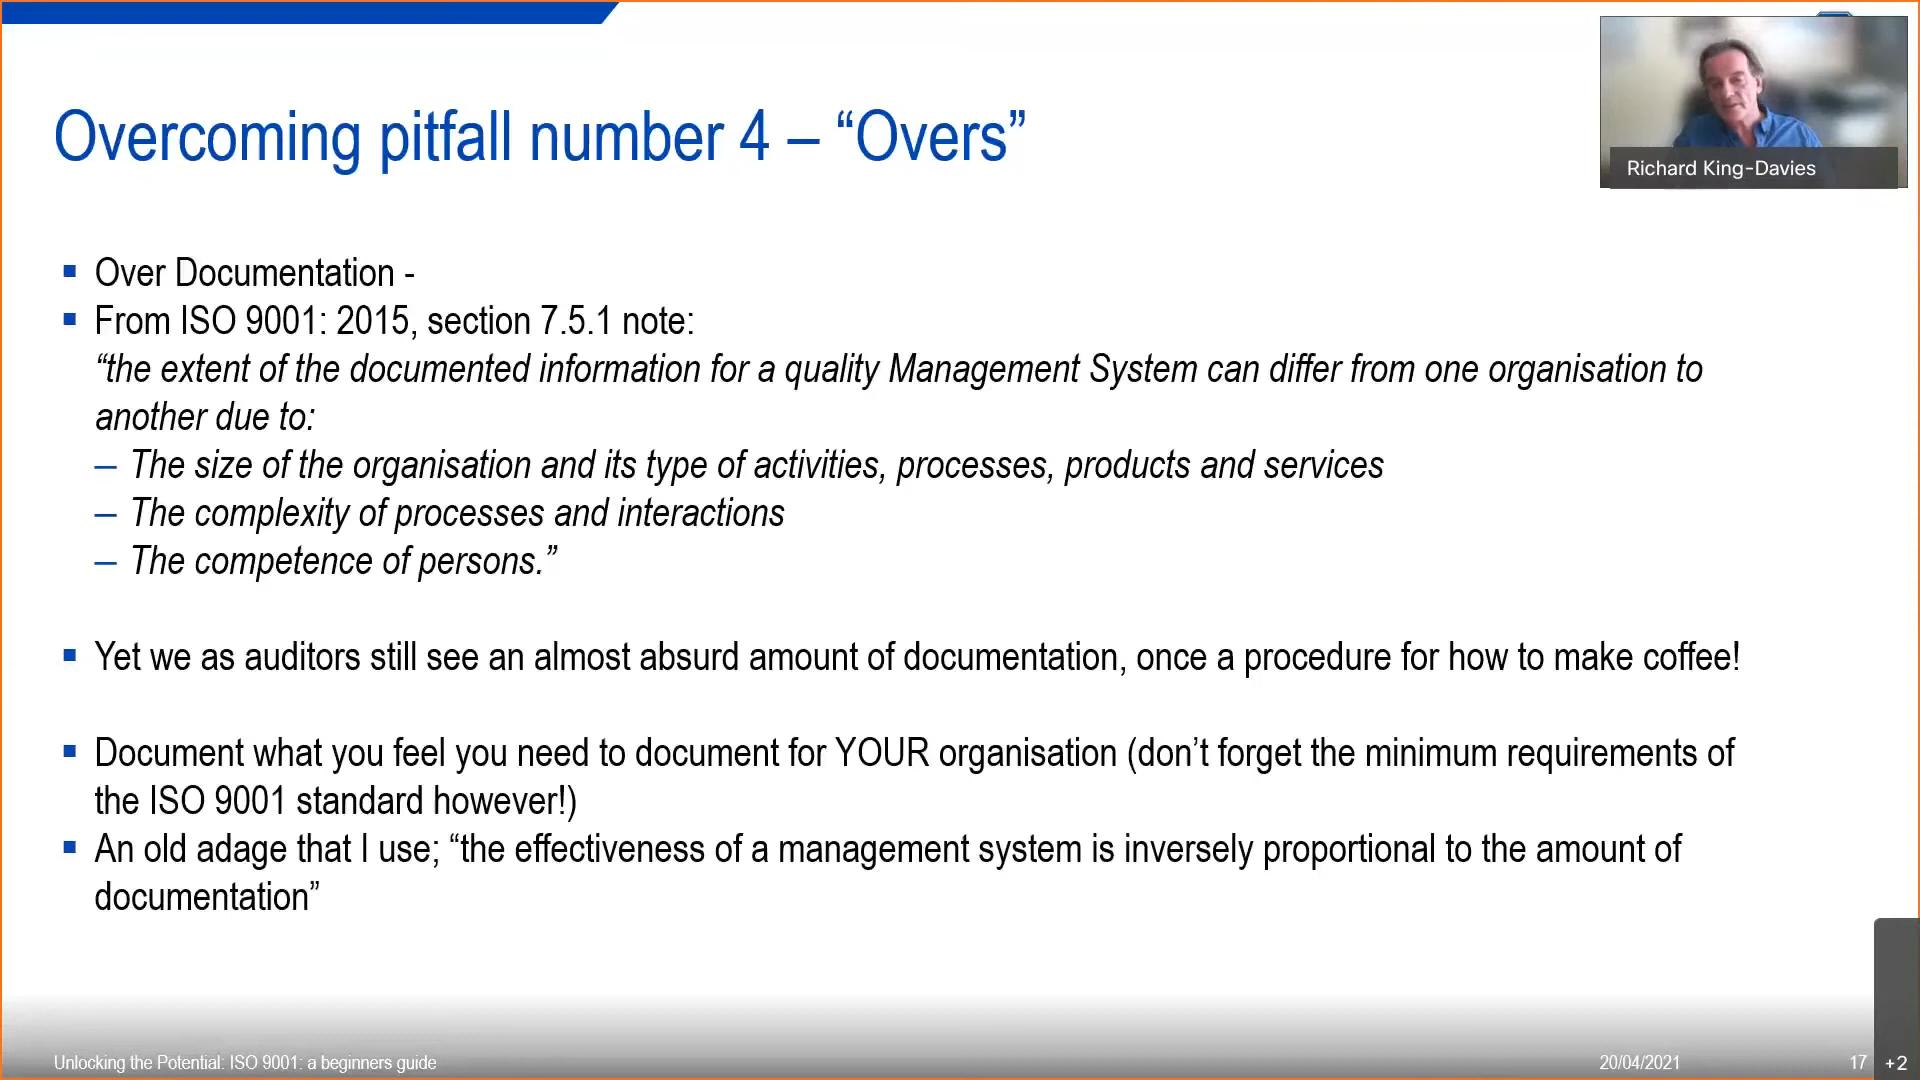 Richard King-Davies
Overcoming pitfall number 4 – “Overs”
▪ Over Documentation -
▪ From ISO 9001: 2015, section 7.5.1 note:
“the extent of the documented information for a quality Management System can differ from one organisation to
another due to:
– The size of the organisation and its type of activities, processes, products and services
– The complexity of processes and interactions
– The competence of persons.”
▪ Yet we as auditors still see an almost absurd amount of documentation, once a procedure for how to make coffee!
▪ Document what you feel you need to document for YOUR organisation (don’t forget the minimum requirements of
the ISO 9001 standard however!)
▪ An old adage that I use; “the effectiveness of a management system is inversely proportional to the amount of
documentation”
Unlocking the Potential: ISO 9001: a beginners guide
20/04/2021
17
+2